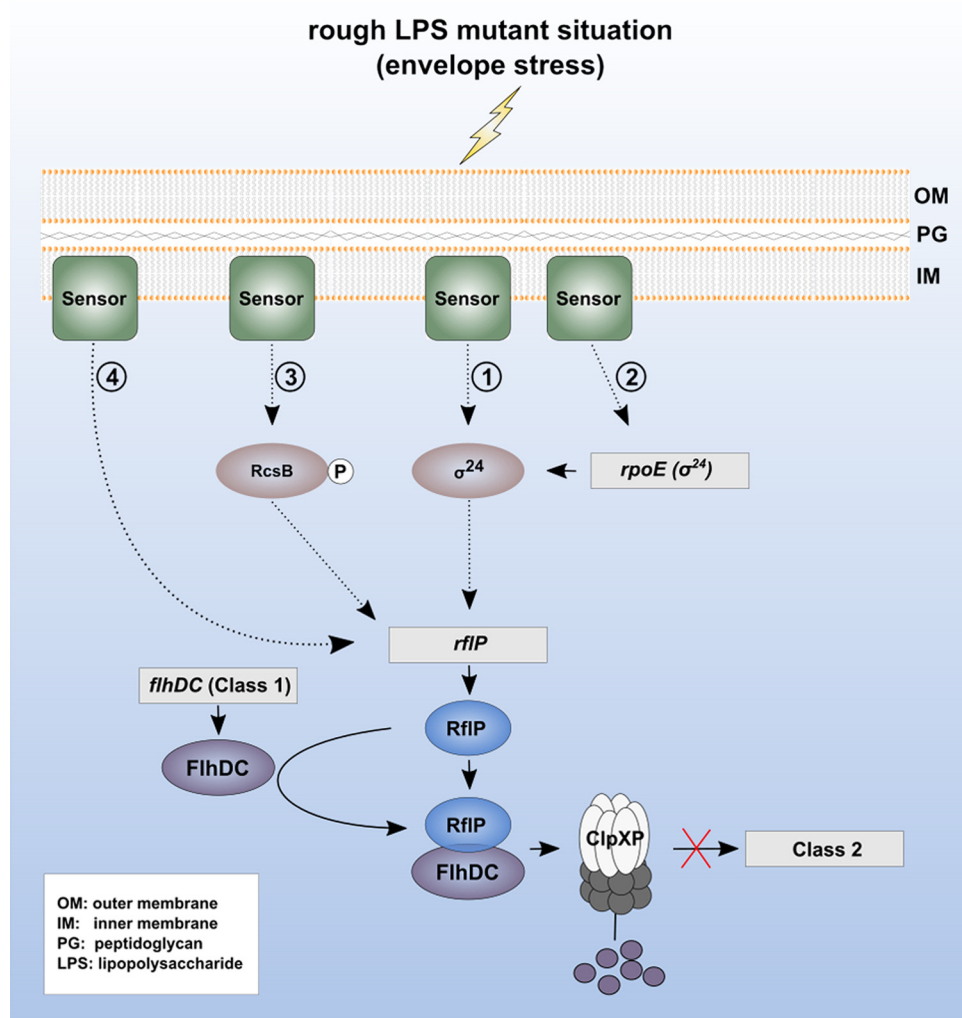 rough LPS mutant situation
(envelope stress)
OM
PG
IM
Sensor
Sensor
Sensor
Sensor
4
3
1
2
RcsB
P
σ²⁴
rpoE (σ²⁴)
rflP
flhDC (Class 1)
RflP
FlhDC
RflP
ClpXP
Class 2
FlhDC
OM: outer membrane
IM: inner membrane
PG: peptidoglycan
LPS: lipopolysaccharide